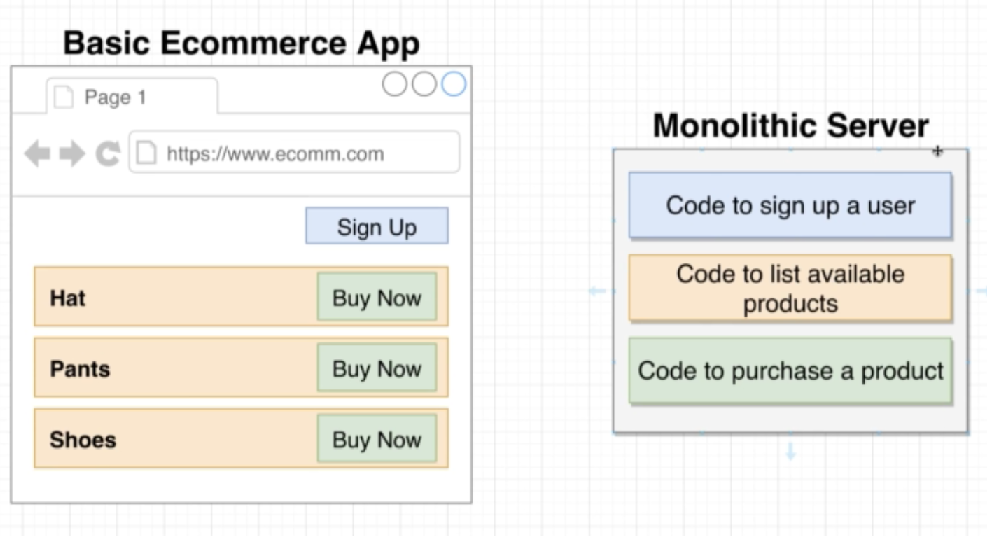 Basic Ecommerce App
Page 1
https://www.ecomm.com
Sign Up
Hat
Buy Now
Pants
Buy Now
Shoes
Buy Now
Monolithic Server
Code to sign up a user
Code to list available
products
Code to purchase a product